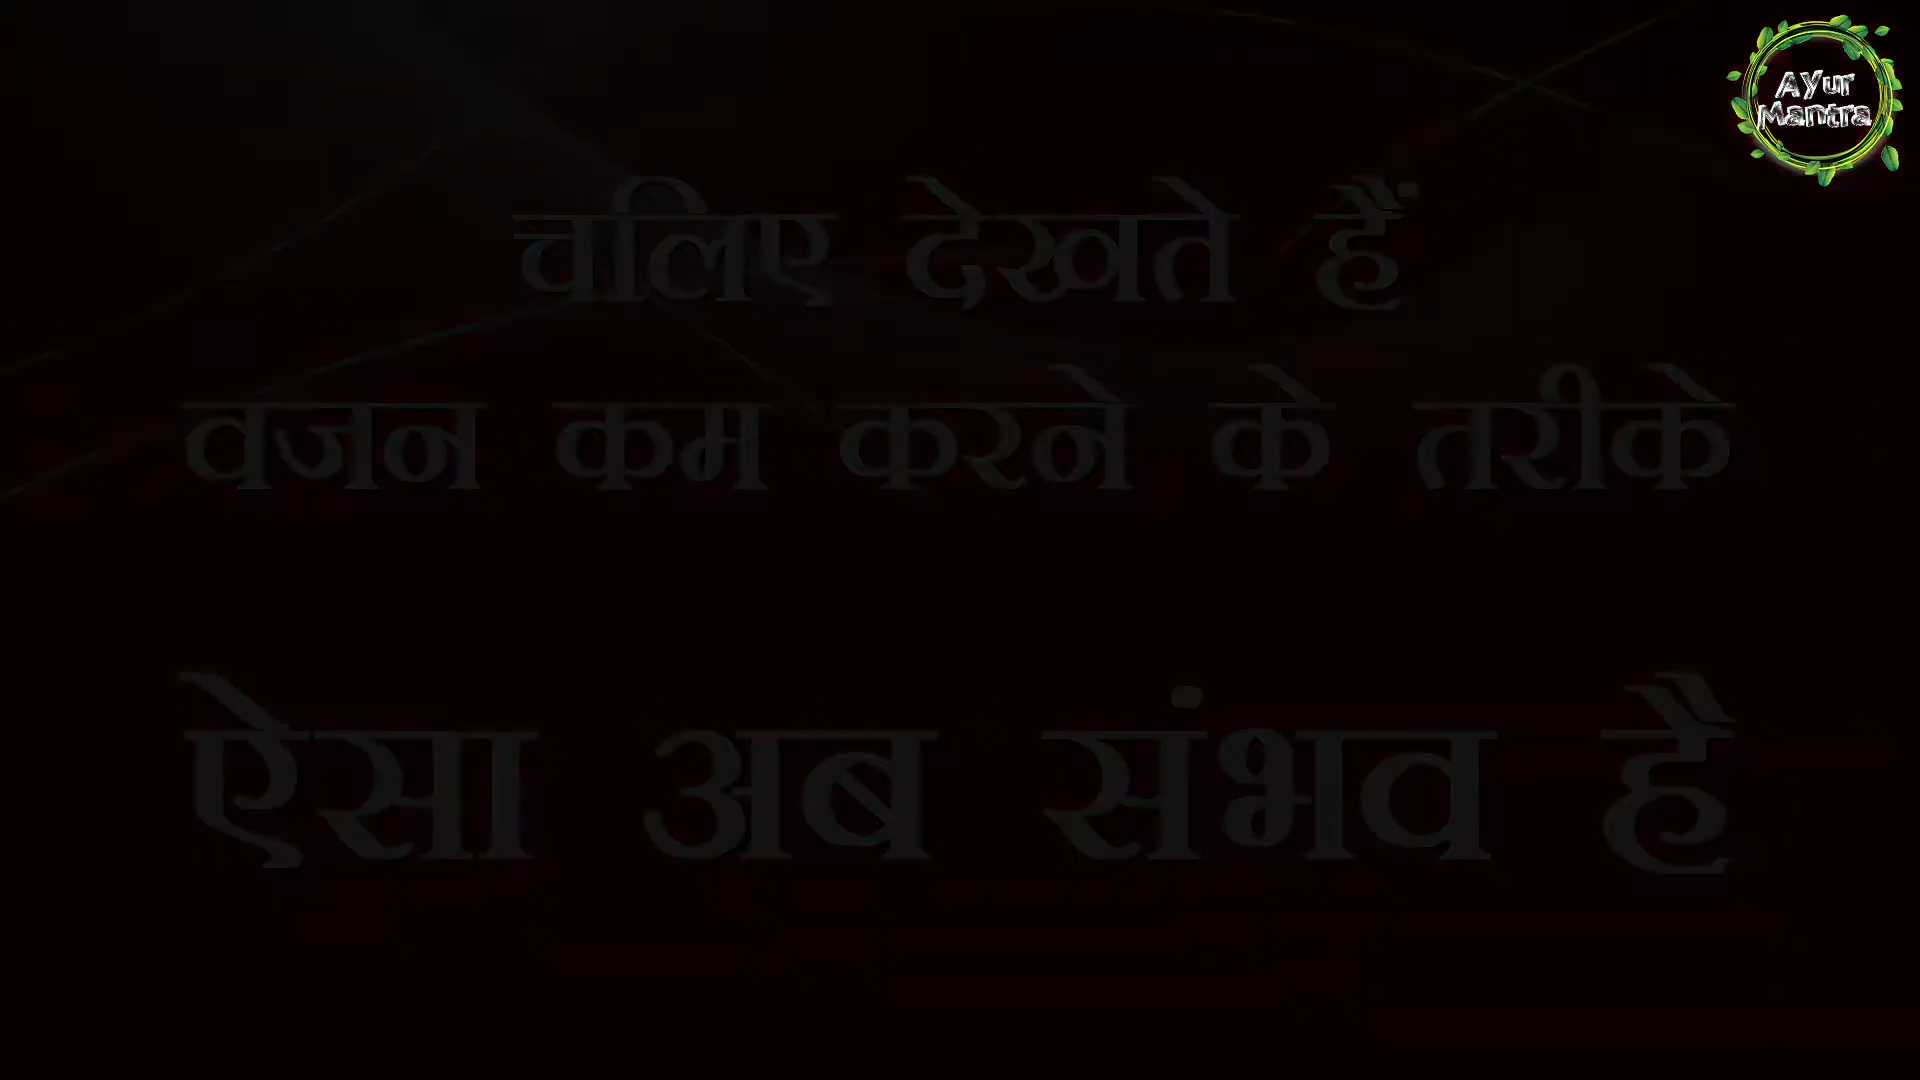 AYur
Mantra
चलिए देखते हैं
वजन कम करने के तरीके
ऐसा अब संभव है